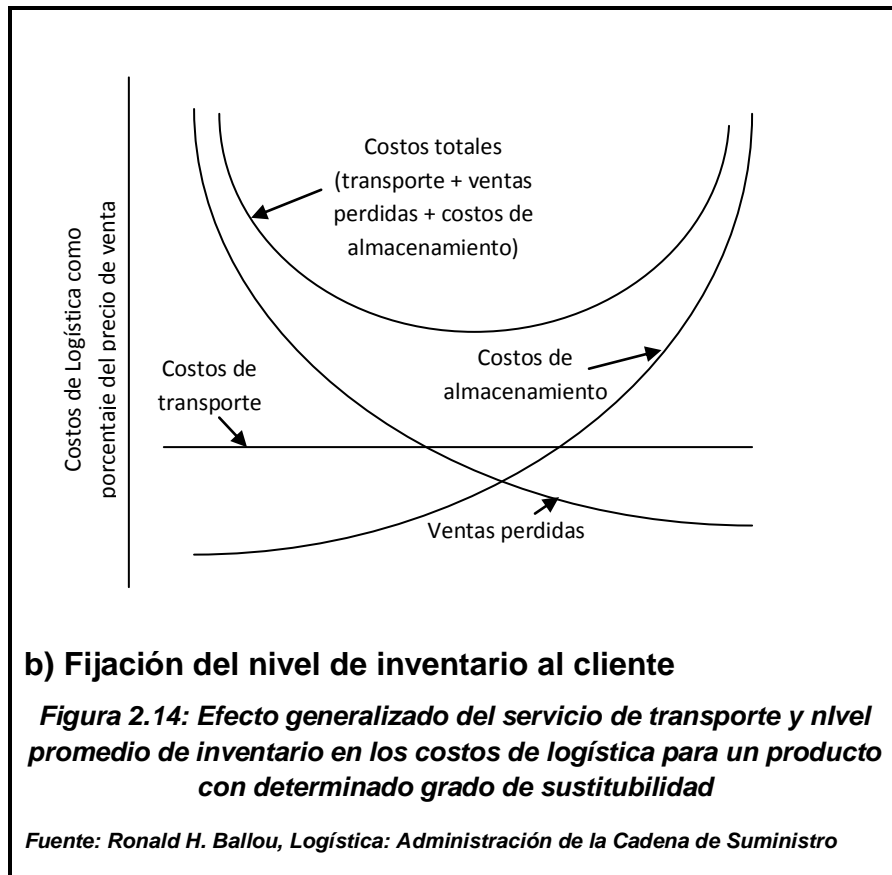 Costos totales
(transporte + ventas
perdidas + costos de
almacenamiento)
Costos de Logística como
porcentaje del precio de venta
Costos de
transporte
Costos de
almacenamiento
Ventas perdidas
b) Fijación del nivel de inventario al cliente
Figura 2.14: Efecto generalizado del servicio de transporte y nIvel
promedio de inventario en los costos de logística para un producto
con determinado grado de sustitubilidad
Fuente: Ronald H. Ballou, Logística: Administración de la Cadena de Suministro